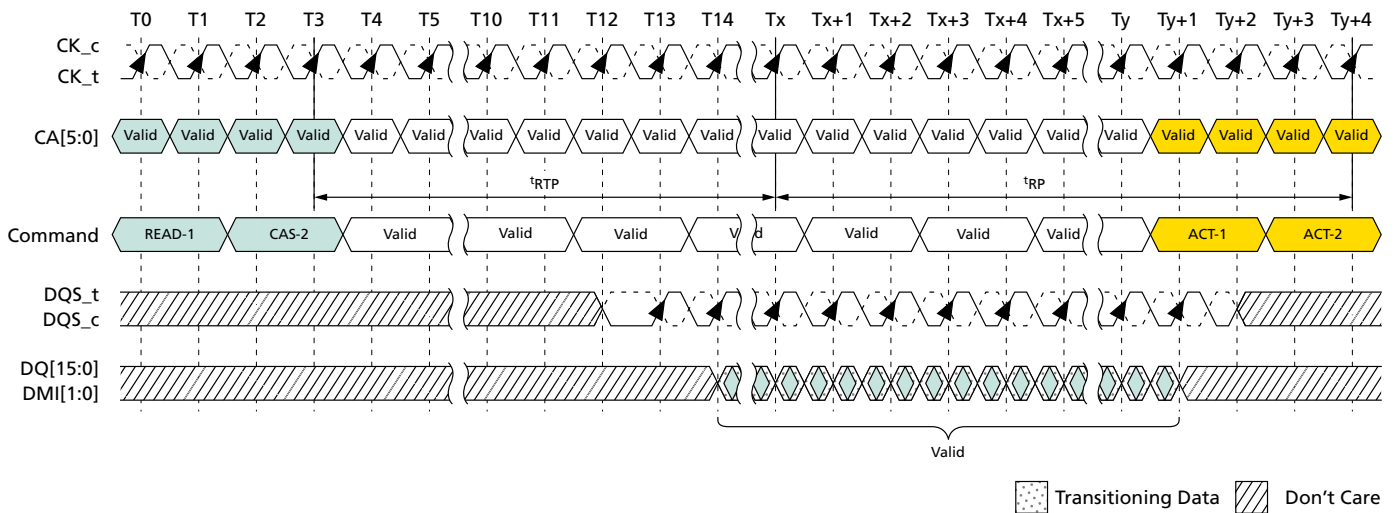 T0 T1 T2 T3 T4 T5 T10 T11 T12 T13 T14 Tx Tx+1 Tx+2 Tx+3 Tx+4 Tx+5 Ty Ty+1 Ty+2 Ty+3 Ty+4
CK_c
CK_t
CA[5:0] Valid Valid Valid Valid Valid Valid Valid Valid Valid Valid Valid Valid Valid Valid Valid Valid Valid Valid Valid Valid Valid Valid
tRTP tRP
Command READ-1 CAS-2 Valid Valid Valid V d Valid Valid Valid ACT-1 ACT-2
DQS_t
DQS_c
DQ[15:0]
DMI[1:0]
Valid
Transitioning Data Don't Care